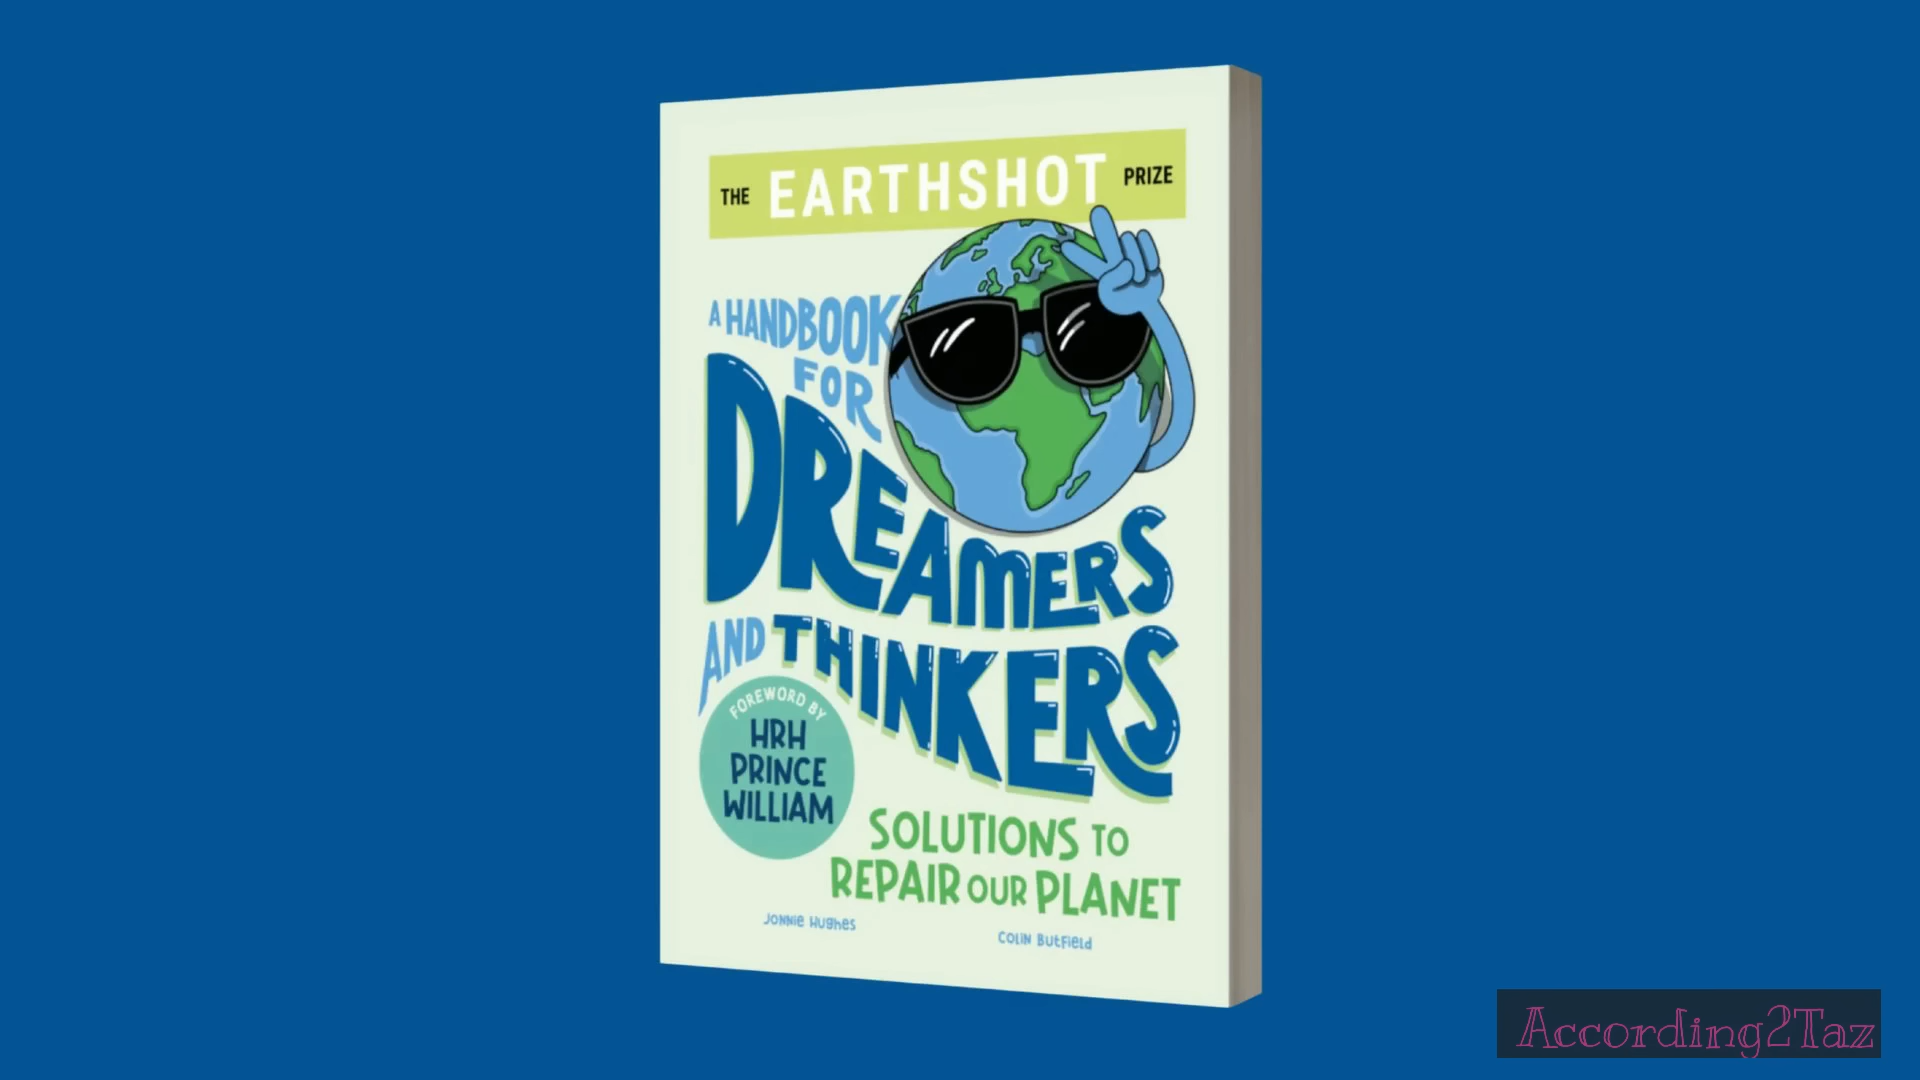 THE EARTHSHOT PRIZE
A HANDBOOK
FOR
DREAMERS
AND THINKERS
FOREWORD BY
HRH
PRINCE
WILLIAM
SOLUTIONS TO
REPAIR OUR PLANET
Jonnie Hughes
Colin Butfield
According2Taz